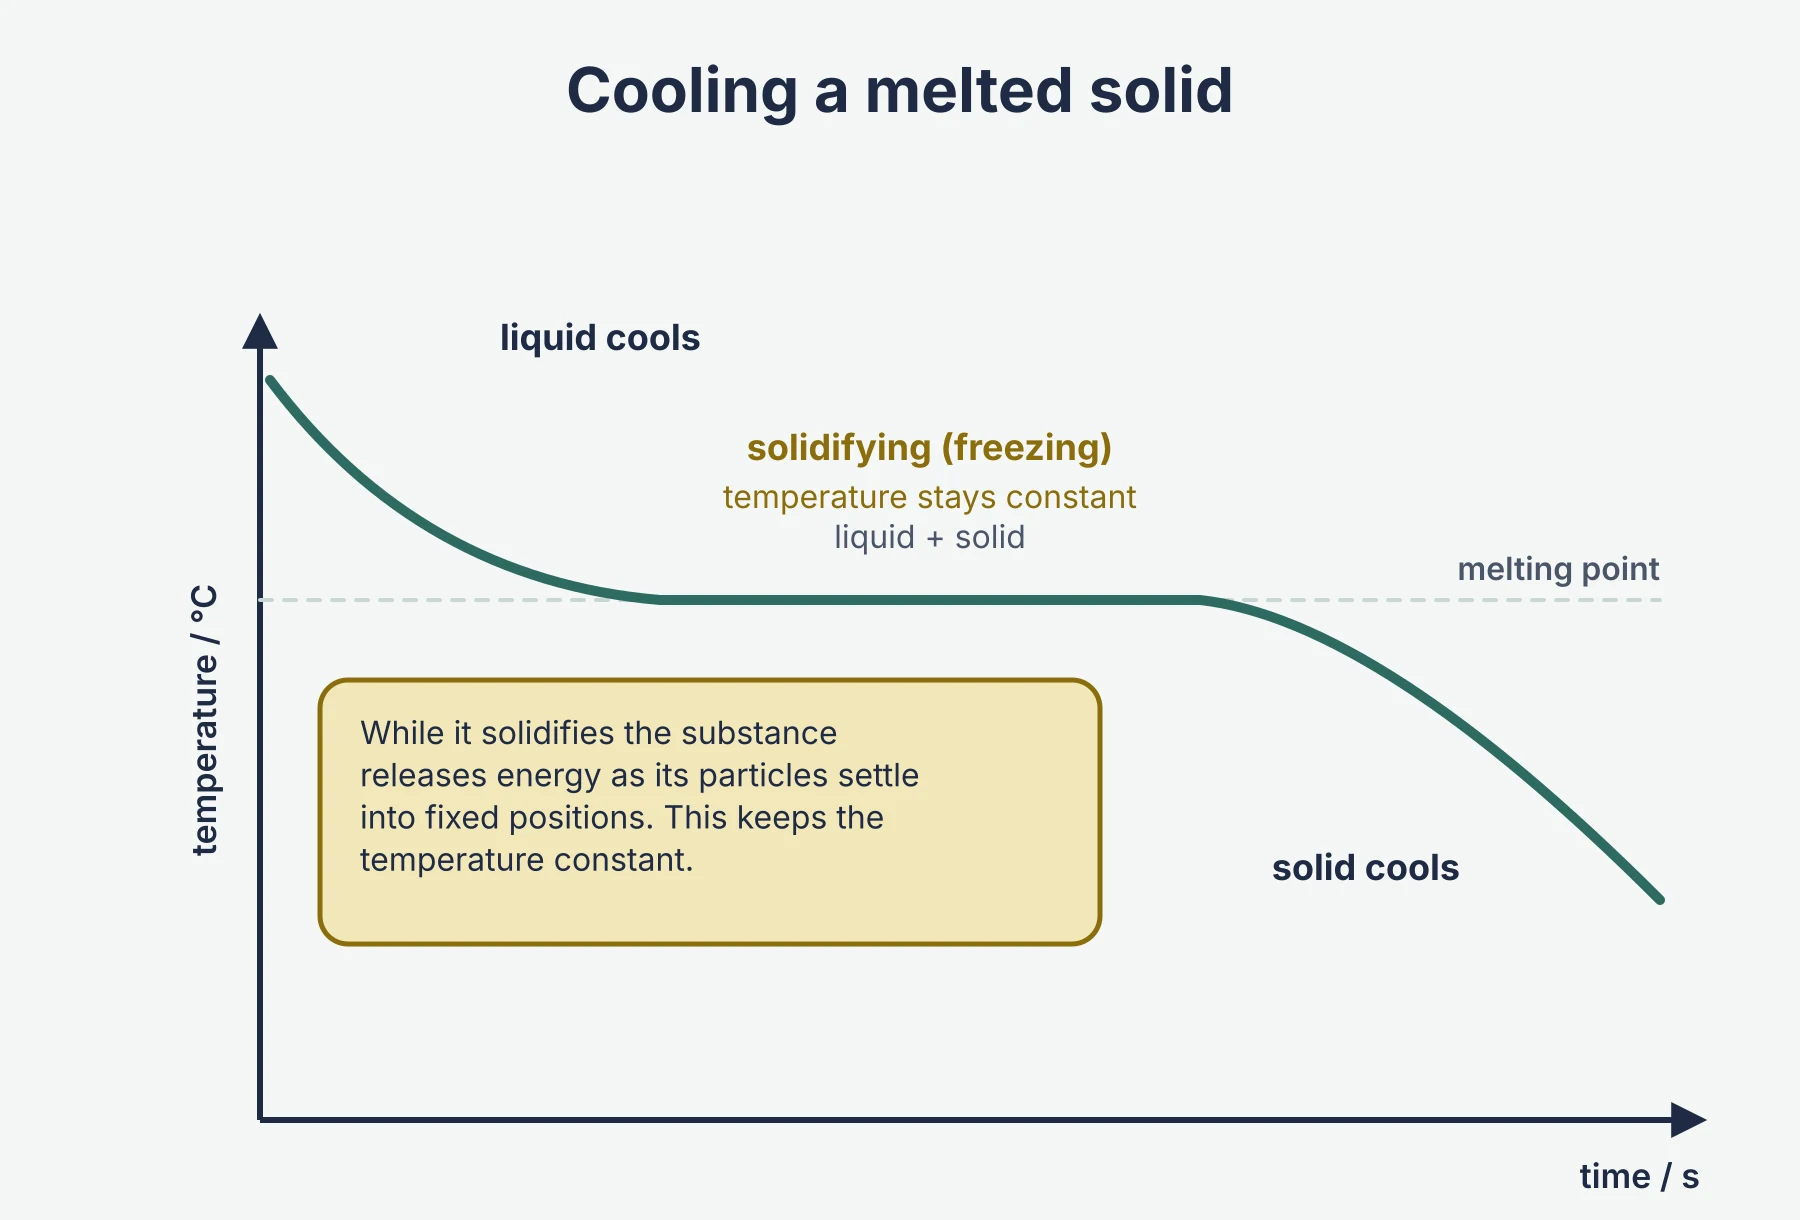 Cooling a melted solid
liquid cools
solidifying (freezing)
temperature stays constant
liquid + solid
melting point
temperature / °C
While it solidifies the substance
releases energy as its particles settle
into fixed positions. This keeps the
temperature constant.
solid cools
time / s